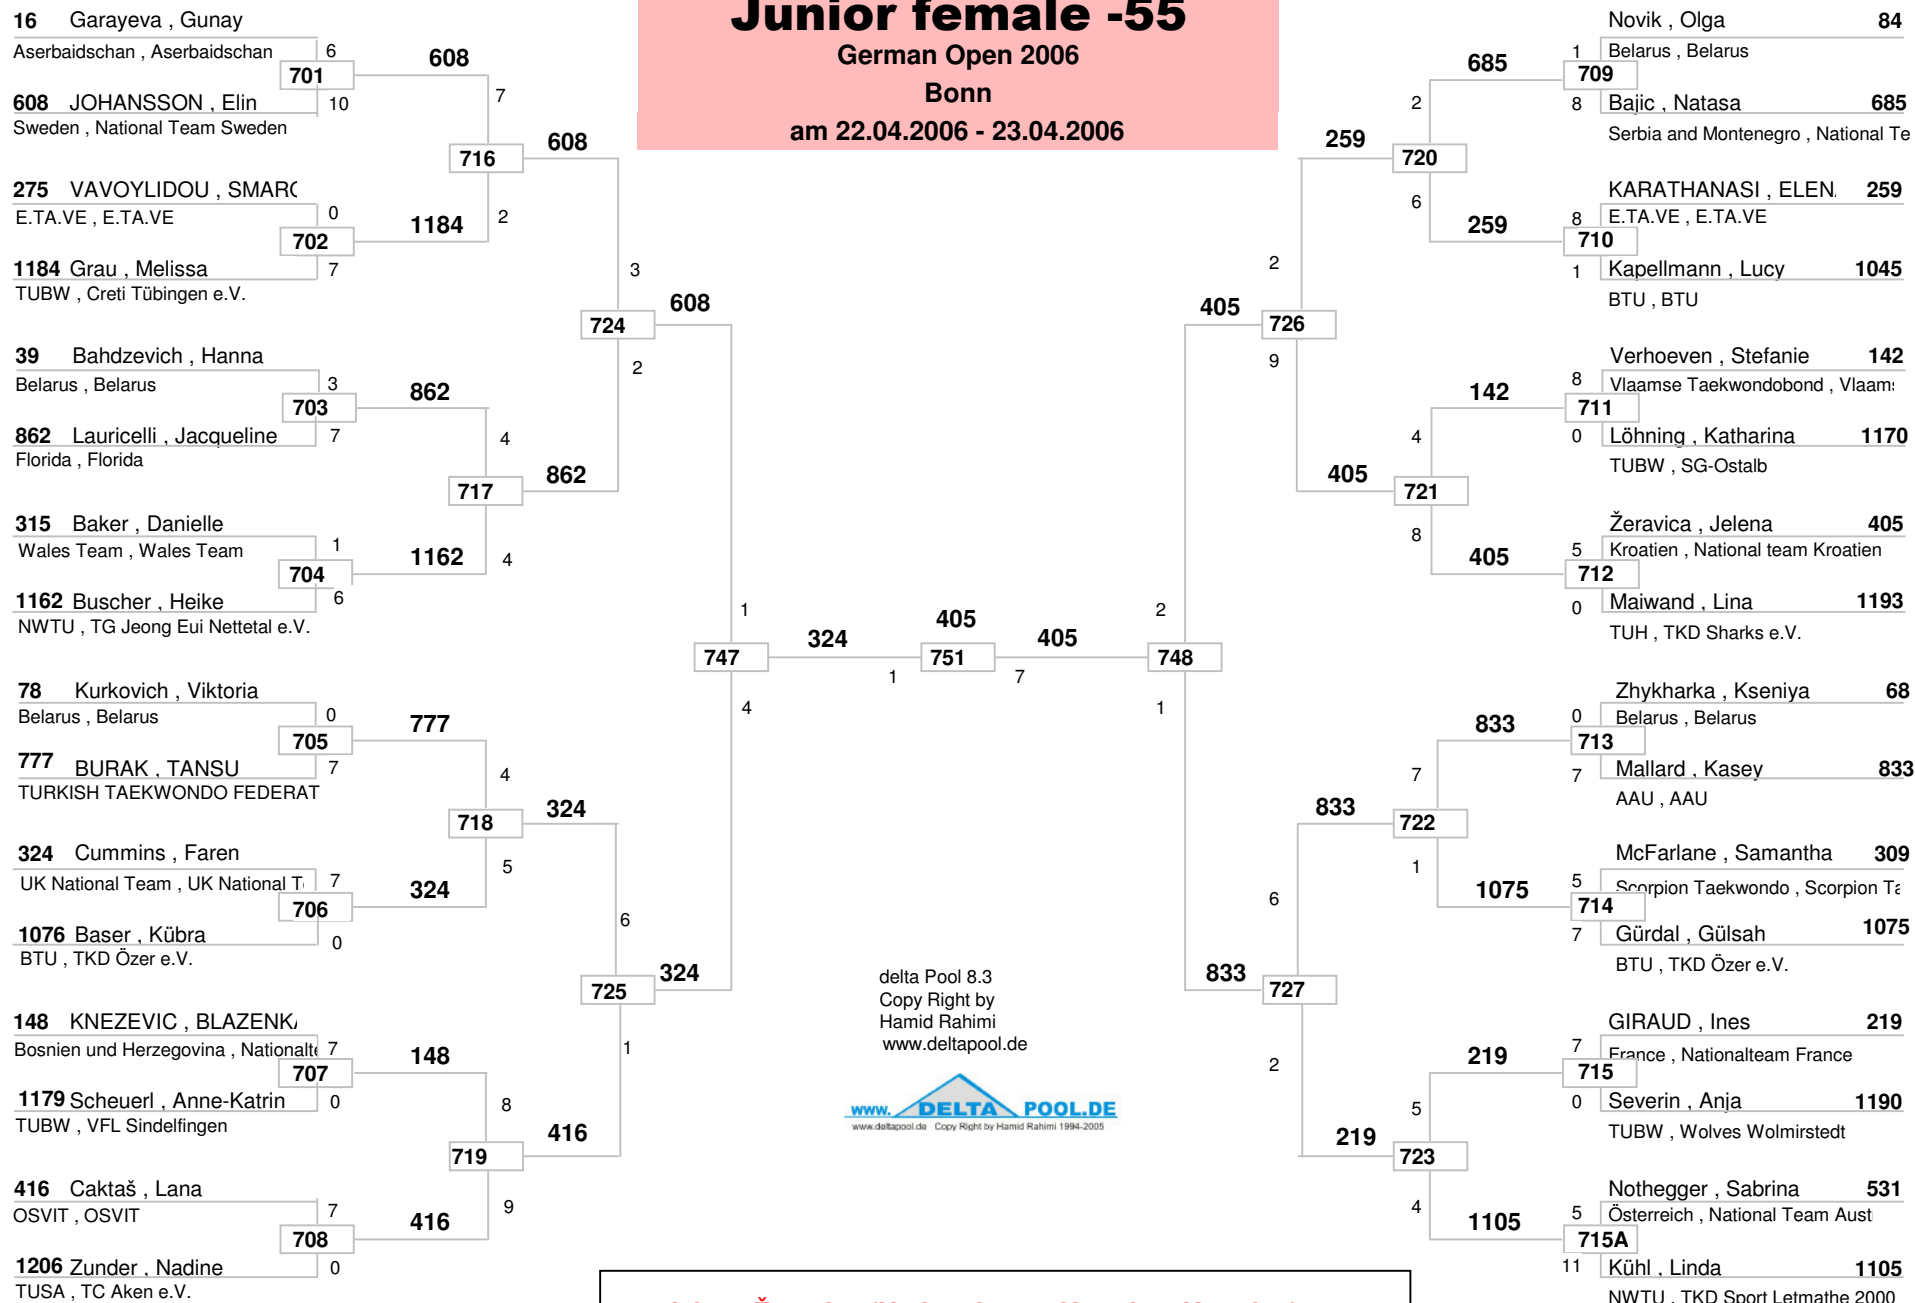 Junior female -55
German Open 2006
Bonn
am 22.04.2006 - 23.04.2006
16 Garayeva , Gunay
Aserbaidschan , Aserbaidschan 6
701 608
608 JOHANSSON , Elin 10
Sweden , National Team Sweden
7
716 608
2
275 VAVOYLIDOU , SMARO
E.TA.VE , E.TA.VE 0
702 1184
1184 Grau , Melissa 7
TUBW , Creti Tübingen e.V.
3
724 608
2
39 Bahdzevich , Hanna
Belarus , Belarus 3
703 862
862 Lauricelli , Jacqueline 7
Florida , Florida
4
717 862
4
315 Baker , Danielle
Wales Team , Wales Team 1
704 1162
1162 Buscher , Heike 6
NWTU , TG Jeong Eui Nettetal e.V.
1
747 324
4
78 Kurkovich , Viktoria
Belarus , Belarus 0
705 777
777 BURAK , TANSU 7
TURKISH TAEKWONDO FEDERAT
4
718 324
5
324 Cummins , Faren
UK National Team , UK National 7
706 324
1076 Baser , Kübra 0
BTU , TKD Özer e.V.
6
725 324
1
148 KNEZEVIC , BLAZENK
Bosnien und Herzegovina , Nationalte 7
707 148
1179 Scheuerl , Anne-Katrin 0
TUBW , VFL Sindelfingen
8
719 416
9
416 Caktaš , Lana
OSVIT , OSVIT 7
708 416
1206 Zunder , Nadine 0
TUSA , TC Aken e.V.
405
1 751 7
405
Novik , Olga 84
1 Belarus , Belarus
685 709
8 Bajic , Natasa 685
Serbia and Montenegro , National Te
2
259 720
6
KARATHANASI , ELEN 259
8 E.TA.VE , E.TA.VE
259 710
1 Kapellmann , Lucy 1045
BTU , BTU
2
405 726
9
Verhoeven , Stefanie 142
8 Vlaamse Taekwondobond , Vlaams
142 711
0 Löhning , Katharina 1170
TUBW , SG-Ostalb
4
405 721
8
Žeravica , Jelena 405
5 Kroatien , National team Kroatien
405 712
0 Maiwand , Lina 1193
TUH , TKD Sharks e.V.
2
748
1
Zhykharka , Kseniya 68
0 Belarus , Belarus
833 713
7 Mallard , Kasey 833
AAU , AAU
7
833 722
1
McFarlane , Samantha 309
5 Scorpion Taekwondo , Scorpion Ta
1075 714
7 Gürdal , Gülsah 1075
BTU , TKD Özer e.V.
6
833 727
2
GIRAUD , Ines 219
7 France , Nationalteam France
219 715
0 Severin , Anja 1190
TUBW , Wolves Wolmirstedt
5
219 723
4
Nothegger , Sabrina 531
5 Österreich , National Team Aust
1105 715A
11 Kühl , Linda 1105
NWTU , TKD Sport Letmathe 2000
delta Pool 8.3
Copy Right by
Hamid Rahimi
www.deltapool.de
www. DELTA POOL.DE
www.deltapool.de Copy Right by Hamid Rahimi 1994-2005